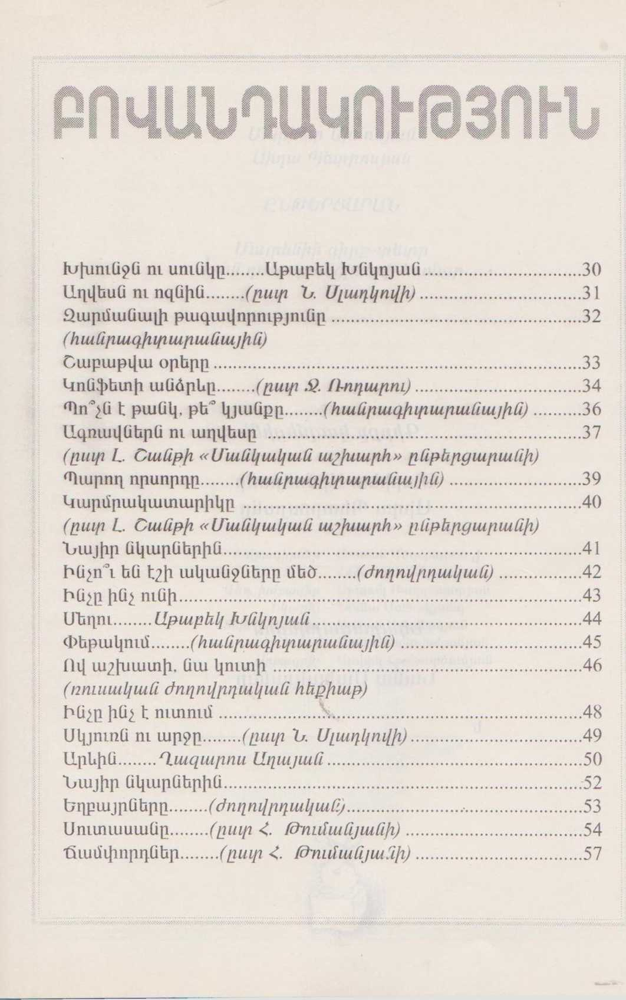 ԲՈՎԱՆԴԱԿՈՒԹՅՈՒՆ
Խխունջն ու սունկը........Աթաբեկ Խնկոյան................................30
Աղվեսն ու ոզնին........(ըստ Ն. Սլադկովի).................................31
Զարմանալի թագավորությունը...................................................32
(հանրագիտարանային)
Շաբաթվա օրերը...........................................................................33
Կոնֆետի անձրևը........(ըստ Ջ. Ռոդարու)..................................34
Պո՞չն է թանկ, թե՞ կյանքը........(հանրագիտարանային)..........36
Ագռավներն ու աղվեսը................................................................37
(ըստ Լ. Շանթի «Մանկական աշխարհ» ընթերցարանի)
Պարող որսորդը........(հանրագիտարանային)...........................39
Կարմրակատարիկը.....................................................................40
(ըստ Լ. Շանթի «Մանկական աշխարհ» ընթերցարանի)
Նայիր նկարներին.........................................................................41
Ինչո՞ւ են էշի ականջները մեծ........(ժողովրդական).................42
Ինչը ինչ ունի..................................................................................43
Մեղու........Աթաբեկ Խնկոյան.......................................................44
Փեթակում........(հանրագիտարանային).....................................45
Ով աշխատի, նա կուտի...............................................................46
(ռուսական ժողովրդական հեքիաթ)
Ինչը ինչ է ուտում..........................................................................48
Սկյուռն ու արջը........(ըստ Ն. Սլադկովի)...................................49
Արևին........Ղազարոս Աղայան....................................................50
Նայիր նկարներին.........................................................................52
Եղբայրները........(ժողովրդական)................................................53
Սուտասանը........(ըստ Հ. Թումանյանի)....................................54
Ճամփորդներ........(ըստ Հ. Թումանյանի)..................................57